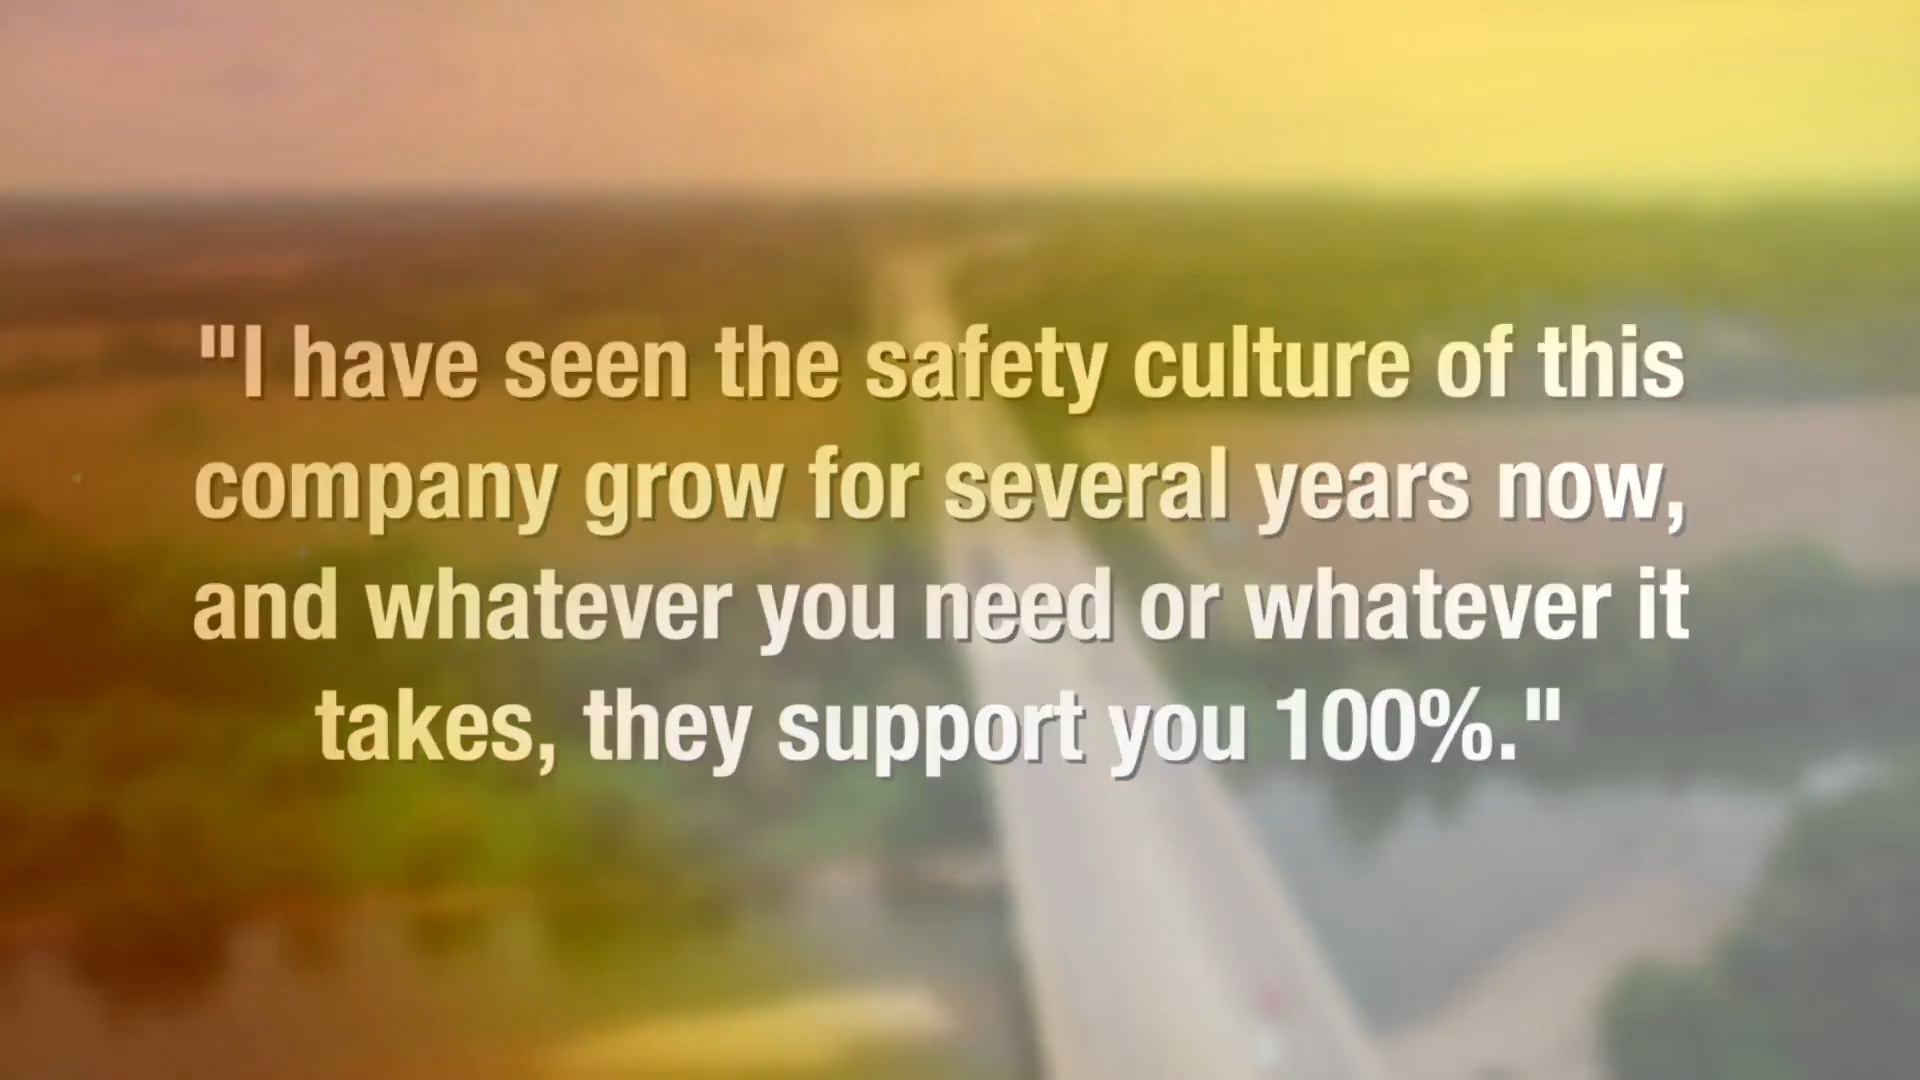 "I have seen the safety culture of this
company grow for several years now,
and whatever you need or whatever it
takes, they support you 100%."